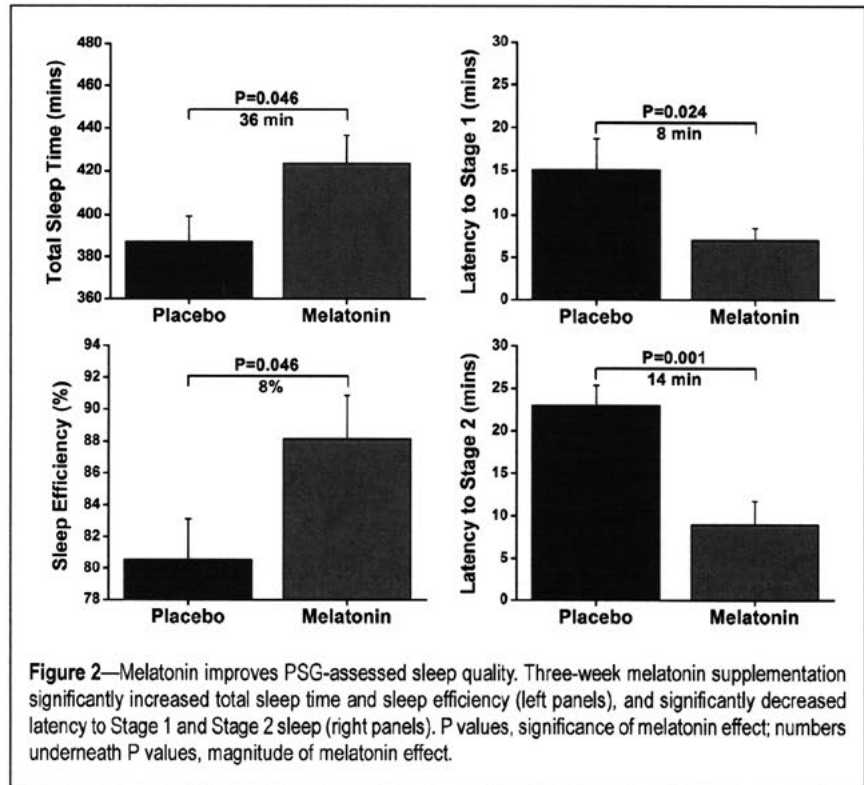 480
460
440
420
400
380
360
Total Sleep Time (mins)
P=0.046
36 min
Placebo
Melatonin
30
25
20
15
10
5
0
Latency to Stage 1 (mins)
P=0.024
8 min
Placebo
Melatonin
94
92
90
88
86
84
82
80
78
Sleep Efficiency (%)
P=0.046
8%
Placebo
Melatonin
30
25
20
15
10
5
0
Latency to Stage 2 (mins)
P=0.001
14 min
Placebo
Melatonin
Figure 2—Melatonin improves PSG-assessed sleep quality. Three-week melatonin supplementation
significantly increased total sleep time and sleep efficiency (left panels), and significantly decreased
latency to Stage 1 and Stage 2 sleep (right panels). P values, significance of melatonin effect; numbers
underneath P values, magnitude of melatonin effect.